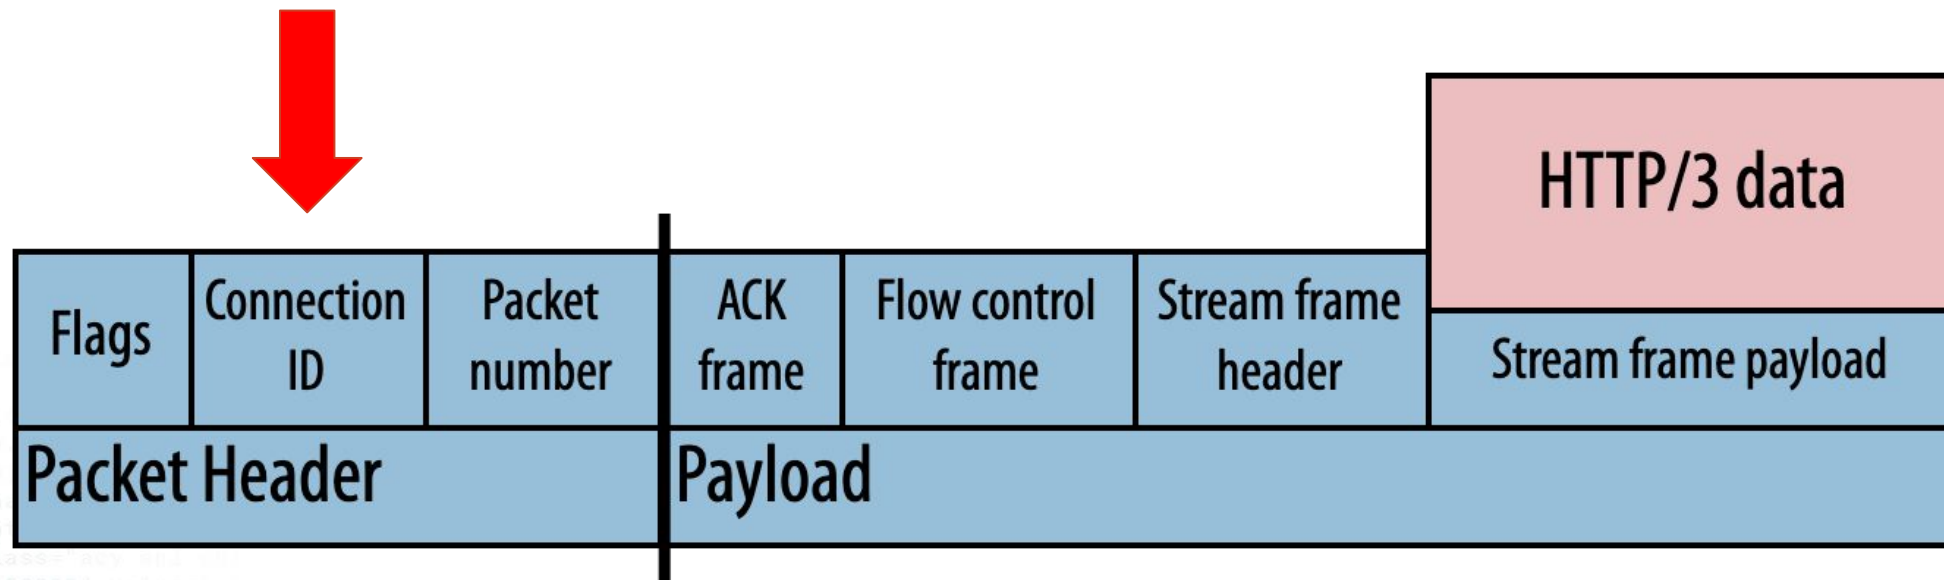 HTTP/3 data
Flags
Connection
ID
Packet
number
ACK
frame
Flow control
frame
Stream frame
header
Stream frame payload
Packet Header
Payload